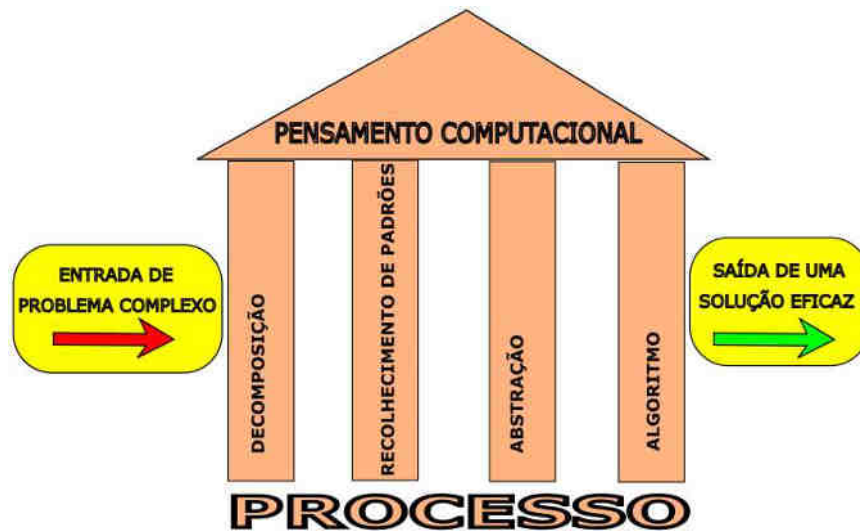 PENSAMENTO COMPUTACIONAL
ENTRADA DE
PROBLEMA COMPLEXO
DECOMPOSIÇÃO
RECOLHECIMENTO DE PADRÕES
ABSTRAÇÃO
ALGORITMO
SAÍDA DE UMA
SOLUÇÃO EFICAZ
PROCESSO